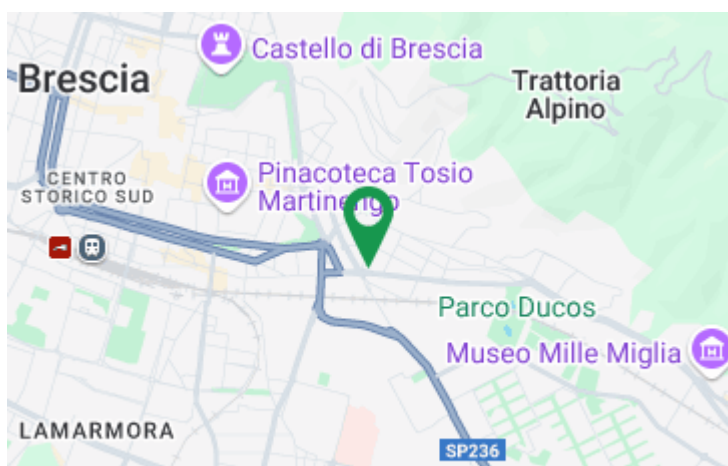 Castello di Brescia
Brescia
Trattoria
Alpino
CENTRO
STORICO SUD
Pinacoteca Tosio
Martinengo
Parco Ducos
Museo Mille Miglia
LAMARMORA
SP236